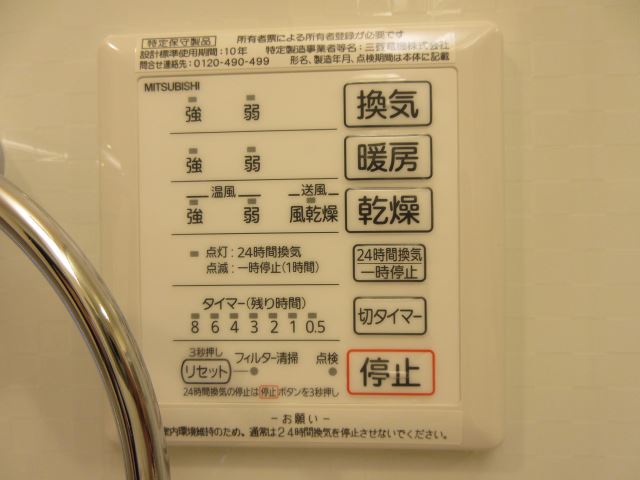 特定保守製品 所有者票による所有者登録が必要です
設計標準使用期間:10年 特定製造事業者等名:三菱電機株式会社
問合せ連絡先:0120-490-499 形名、製造年月、点検期間は本体に記載
MITSUBISHI
強 弱 換気
強 弱 暖房
温風 送風
強 弱 風乾燥 乾燥
点灯:24時間換気
点滅:一時停止(1時間)
24時間換気
一時停止
タイマー(残り時間)
8 6 4 3 2 1 0.5
切タイマー
3秒押し
リセット フィルター清掃 点検
停止
24時間換気の停止は停止ボタンを3秒押し
-お願い-
内環境維持のため、通常は24時間換気を停止させないでください。